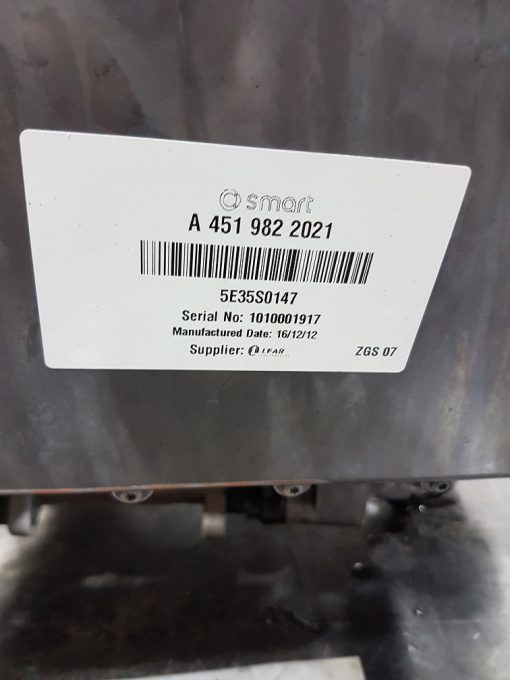 smart
A 451 982 2021
5E35S0147
Serial No: 1010001917
Manufactured Date: 16/12/12
Supplier: LEAR
ZGS 07